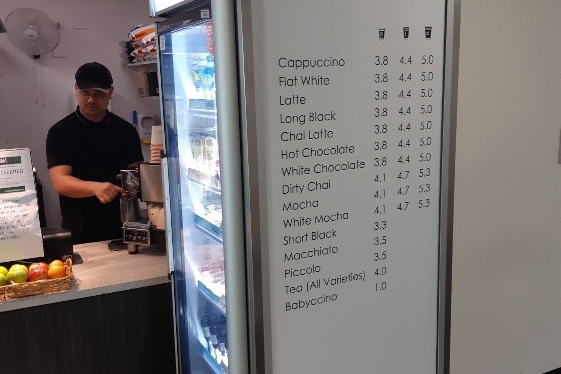 Cappuccino 3.8 4.4 5.0
Flat White 3.8 4.4 5.0
Latte 3.8 4.4 5.0
Long Black 3.8 4.4 5.0
Chai Latte 3.8 4.4 5.0
Hot Chocolate 3.8 4.4 5.0
White Chocolate 3.8 4.4 5.0
Dirty Chai 4.1 4.7 5.3
Mocha 4.1 4.7 5.3
White Mocha 4.1 4.7 5.3
Short Black 3.3
Macchiato 3.5
Piccolo 3.5
Tea (All Varieties) 4.0
Babyccino 1.0